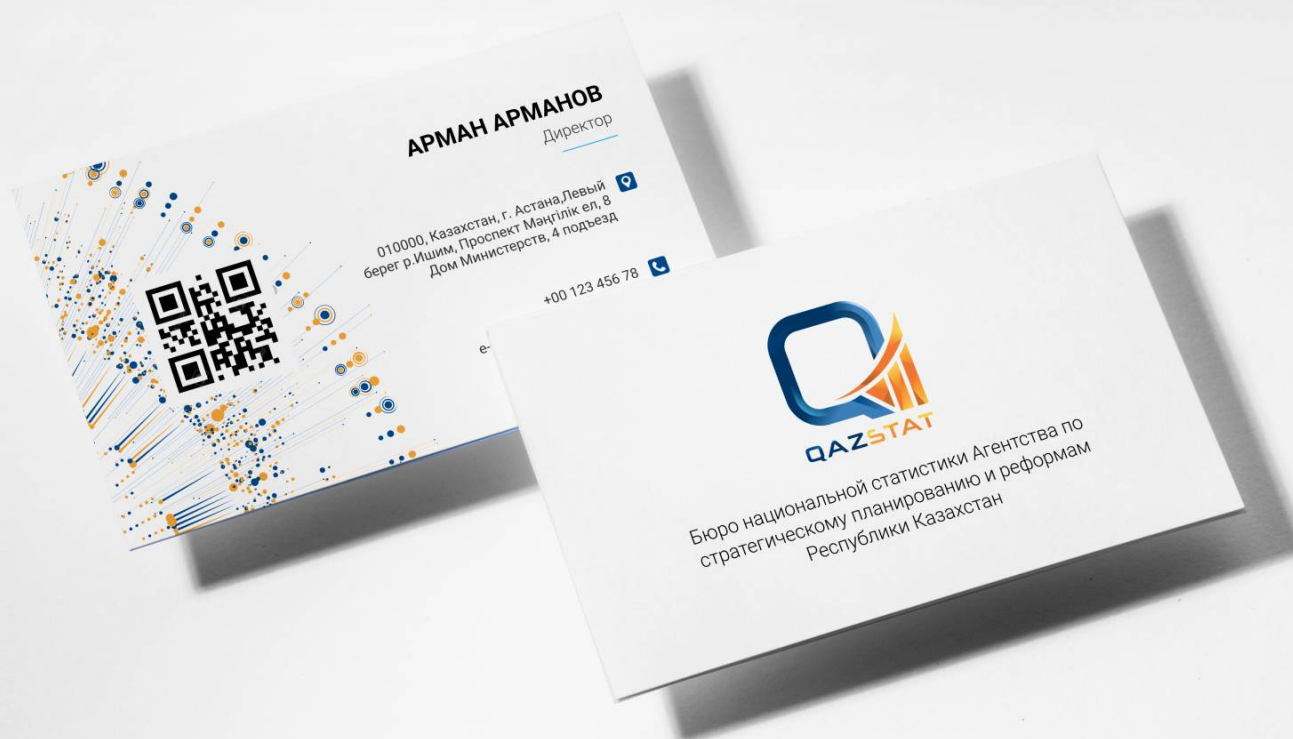 АРМАН АРМАНОВ
Директор
010000, Казахстан, г. Астана,Левый
берег р.Ишим, Проспект Мәңгілік ел, 8
Дом Министерств, 4 подъезд
+00 123 456 78
e-
QAZSTAT
Бюро национальной статистики Агентства по
стратегическому планированию и реформам
Республики Казахстан